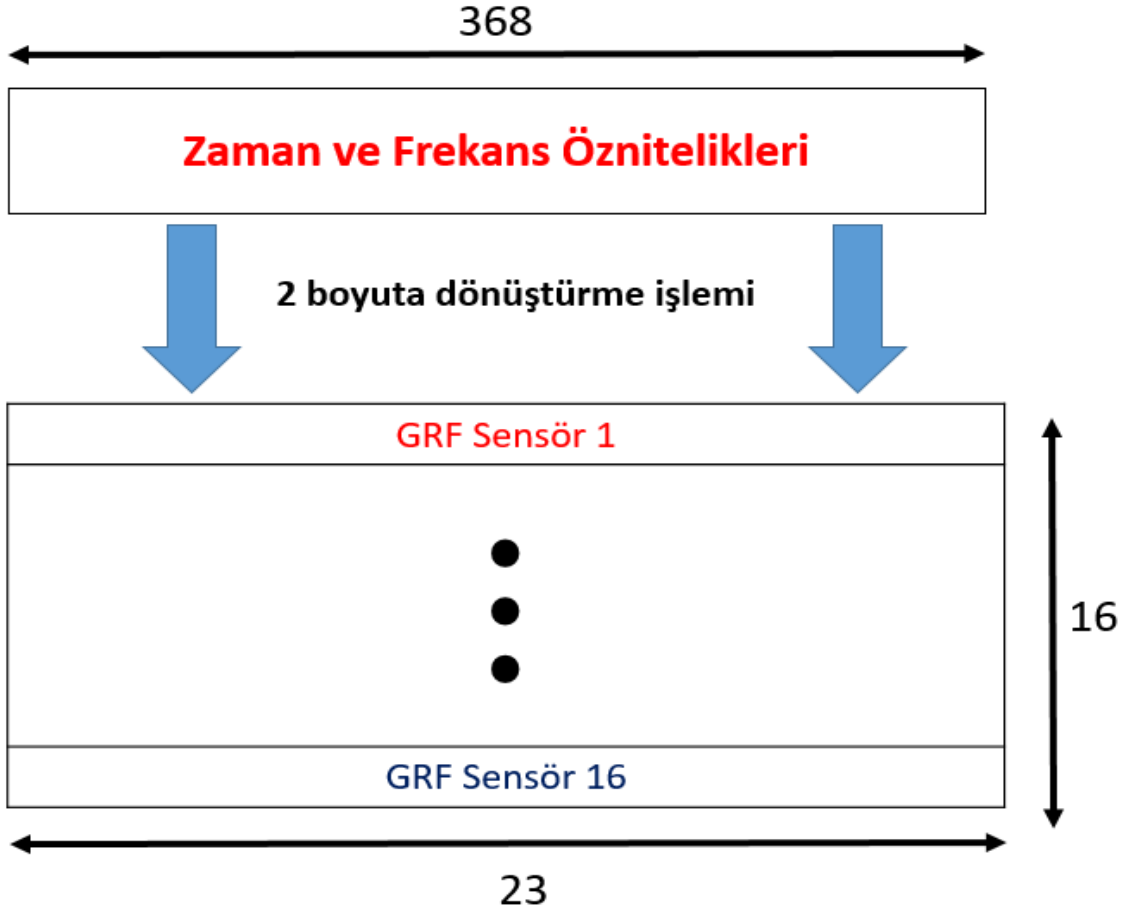 368
Zaman ve Frekans Öznitelikleri
2 boyuta dönüştürme işlemi
GRF Sensör 1
16
GRF Sensör 16
23